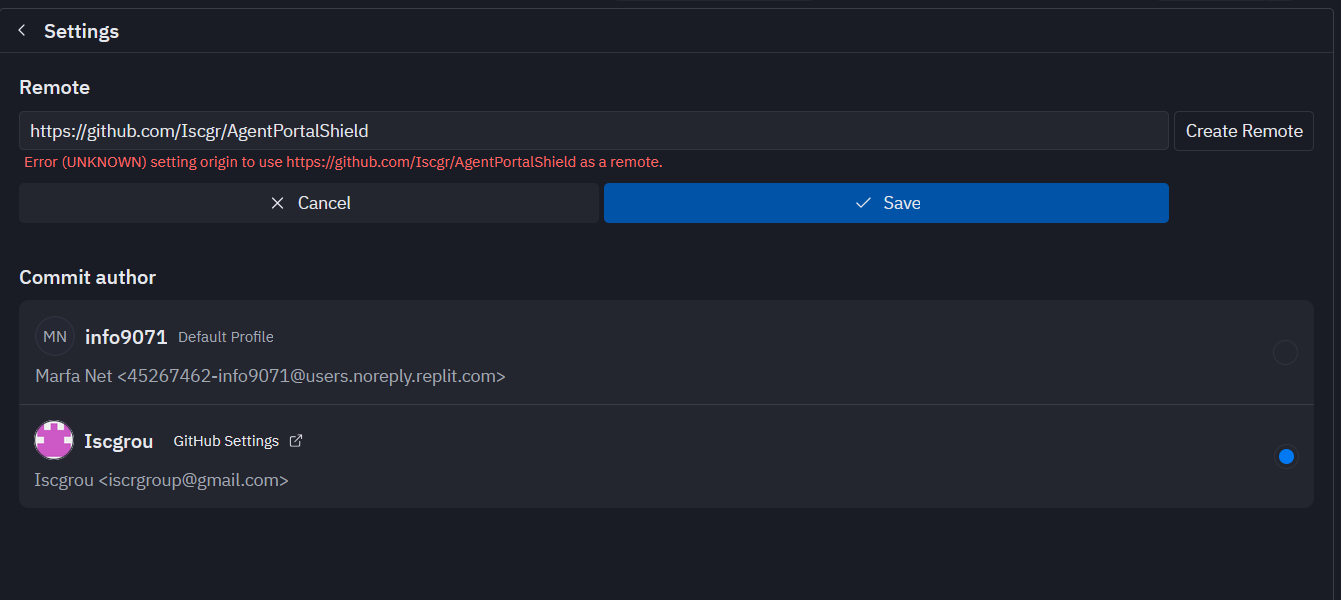 Settings
Remote
https://github.com/Iscgr/AgentPortalShield
Create Remote
Error (UNKNOWN) setting origin to use https://github.com/Iscgr/AgentPortalShield as a remote.
Cancel
Save
Commit author
MN
info9071 Default Profile
Marfa Net <45267462-info9071@users.noreply.replit.com>
Iscgrou GitHub Settings
Iscgrou <iscrgroup@gmail.com>